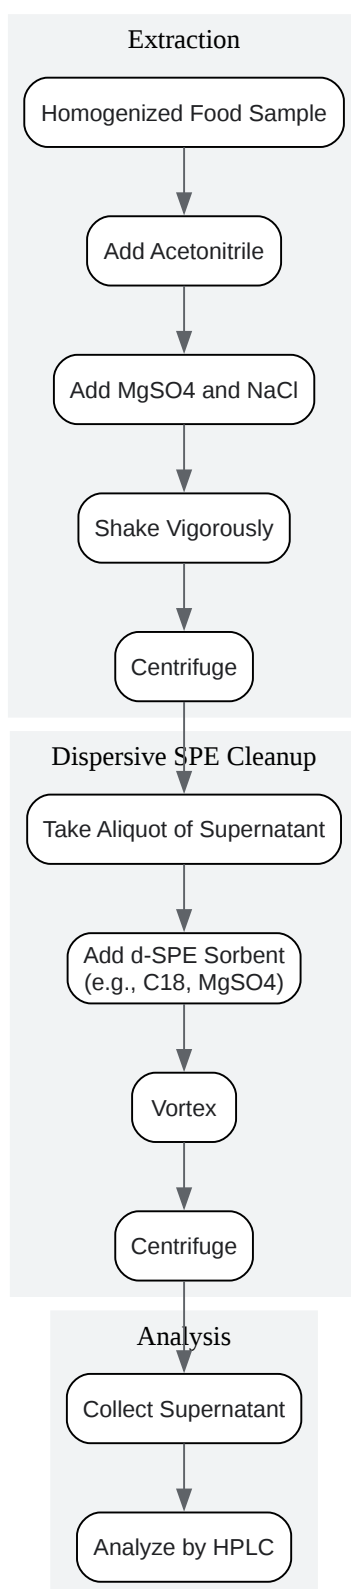 Extraction
Homogenized Food Sample
Add Acetonitrile
Add MgSO4 and NaCl
Shake Vigorously
Centrifuge
Dispersive SPE Cleanup
Take Aliquot of Supernatant
Add d-SPE Sorbent
(e.g., C18, MgSO4)
Vortex
Centrifuge
Analysis
Collect Supernatant
Analyze by HPLC